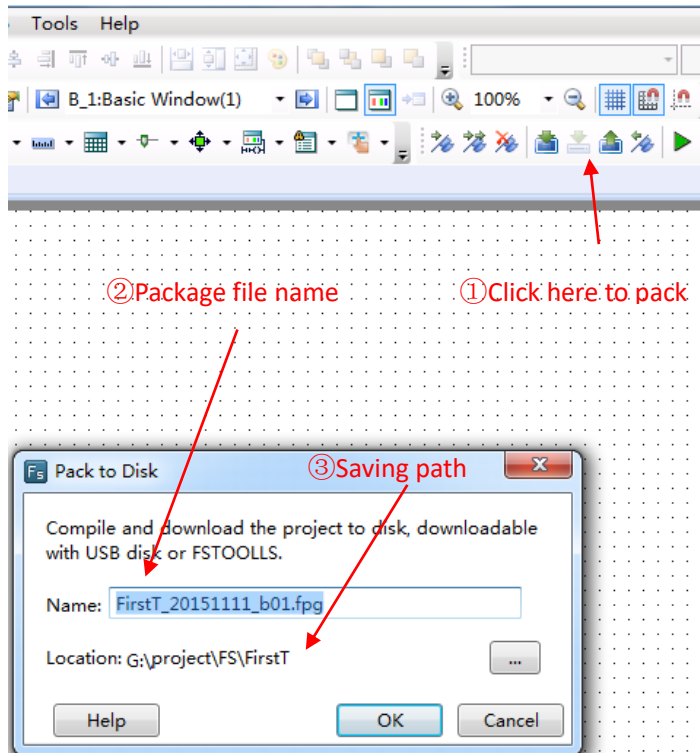 Tools Help
B_1:Basic Window(1) 100%
②Package file name ①Click here to pack
Fs Pack to Disk ③Saving path
Compile and download the project to disk, downloadable
with USB disk or FSTOOLLS.
Name: FirstT_20151111_b01.fpg
Location: G:\project\FS\FirstT ...
Help OK Cancel